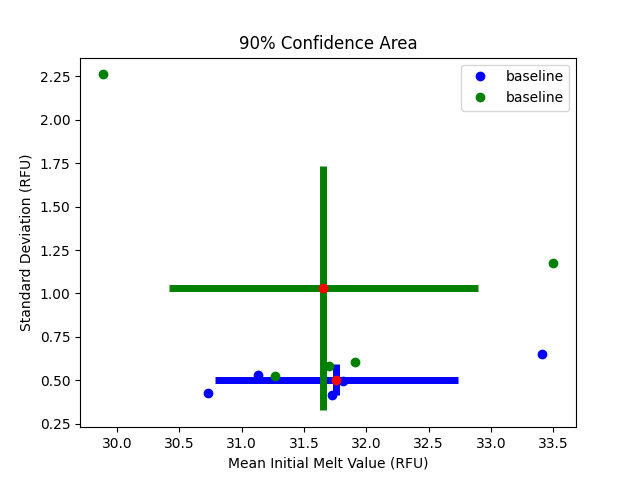 90% Confidence Area
baseline
baseline
2.25
2.00
1.75
1.50
1.25
1.00
0.75
0.50
0.25
Standard Deviation (RFU)
30.0 30.5 31.0 31.5 32.0 32.5 33.0 33.5
Mean Initial Melt Value (RFU)